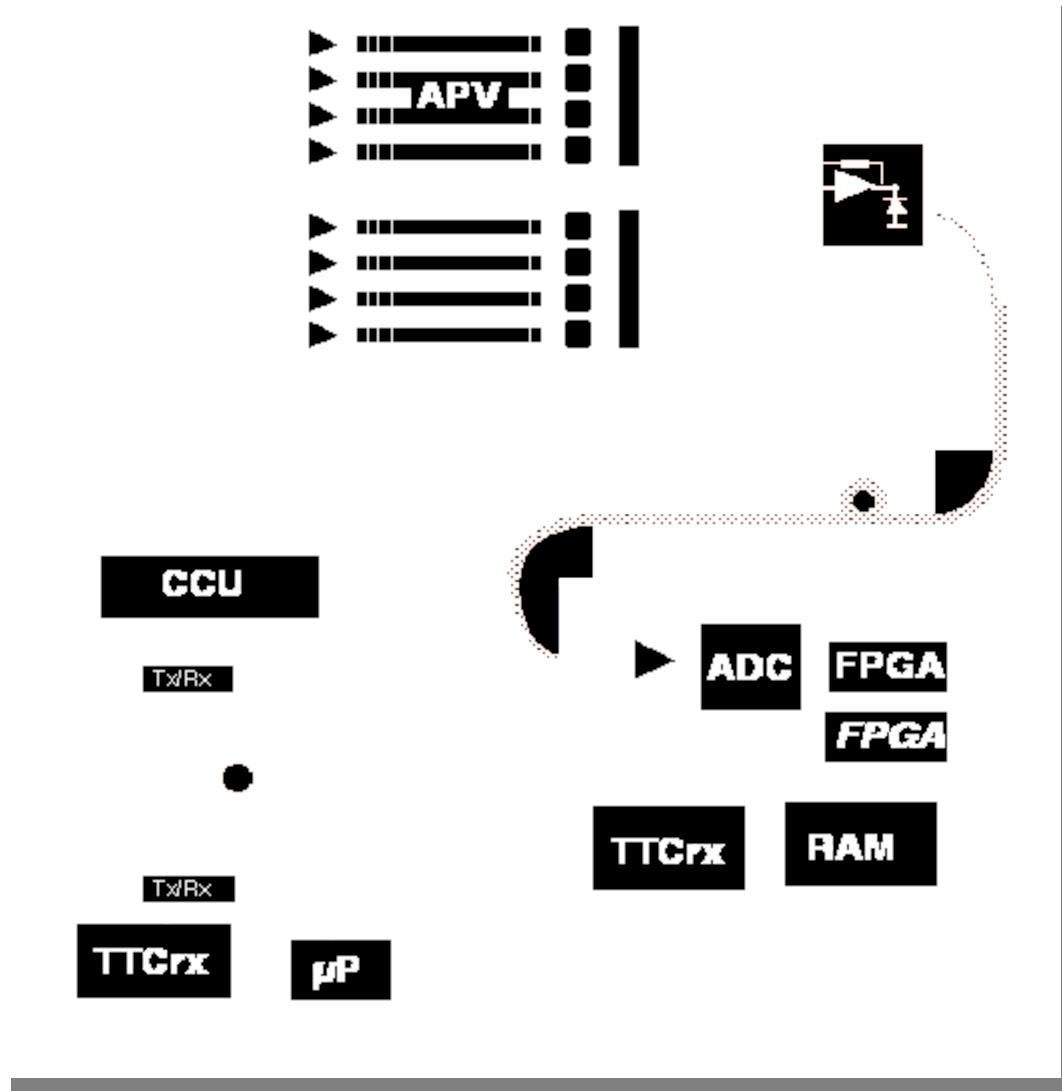 APV
CCU
ADC
FPGA
Tx/Rx
FPGA
TTCrx
RAM
Tx/Rx
TTCrx
µP